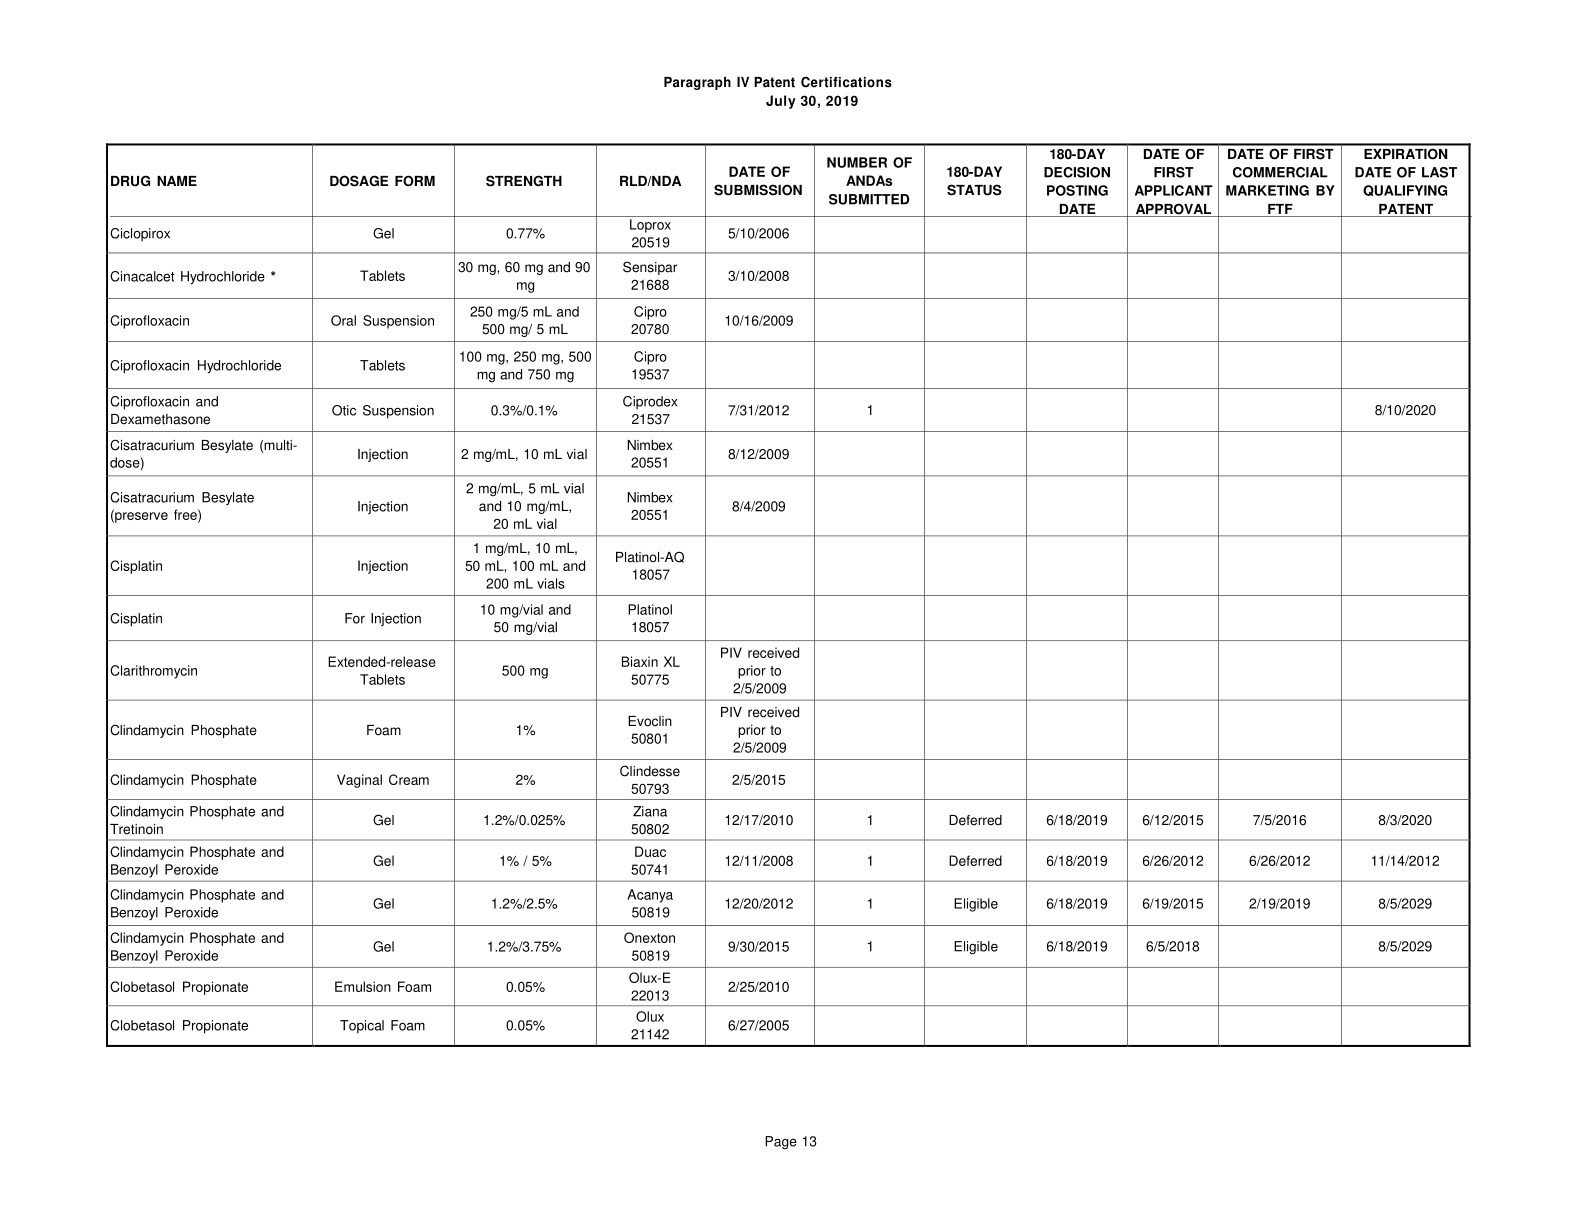 Paragraph IV Patent Certifications
July 30, 2019
DRUG NAME DOSAGE FORM STRENGTH RLD/NDA DATE OF SUBMISSION NUMBER OF ANDAs SUBMITTED 180-DAY STATUS 180-DAY DECISION POSTING DATE DATE OF FIRST APPLICANT APPROVAL DATE OF FIRST COMMERCIAL MARKETING BY FTF EXPIRATION DATE OF LAST QUALIFYING PATENT
Ciclopirox Gel 0.77% Loprox 20519 5/10/2006
Cinacalcet Hydrochloride * Tablets 30 mg, 60 mg and 90 mg Sensipar 21688 3/10/2008
Ciprofloxacin Oral Suspension 250 mg/5 mL and 500 mg/ 5 mL Cipro 20780 10/16/2009
Ciprofloxacin Hydrochloride Tablets 100 mg, 250 mg, 500 mg and 750 mg Cipro 19537
Ciprofloxacin and Dexamethasone Otic Suspension 0.3%/0.1% Ciprodex 21537 7/31/2012 1 8/10/2020
Cisatracurium Besylate (multi-dose) Injection 2 mg/mL, 10 mL vial Nimbex 20551 8/12/2009
Cisatracurium Besylate (preserve free) Injection 2 mg/mL, 5 mL vial and 10 mg/mL, 20 mL vial Nimbex 20551 8/4/2009
Cisplatin Injection 1 mg/mL, 10 mL, 50 mL, 100 mL and 200 mL vials Platinol-AQ 18057
Cisplatin For Injection 10 mg/vial and 50 mg/vial Platinol 18057
Clarithromycin Extended-release Tablets 500 mg Biaxin XL 50775 PIV received prior to 2/5/2009
Clindamycin Phosphate Foam 1% Evoclin 50801 PIV received prior to 2/5/2009
Clindamycin Phosphate Vaginal Cream 2% Clindesse 50793 2/5/2015
Clindamycin Phosphate and Tretinoin Gel 1.2%/0.025% Ziana 50802 12/17/2010 1 Deferred 6/18/2019 6/12/2015 7/5/2016 8/3/2020
Clindamycin Phosphate and Benzoyl Peroxide Gel 1% / 5% Duac 50741 12/11/2008 1 Deferred 6/18/2019 6/26/2012 6/26/2012 11/14/2012
Clindamycin Phosphate and Benzoyl Peroxide Gel 1.2%/2.5% Acanya 50819 12/20/2012 1 Eligible 6/18/2019 6/19/2015 2/19/2019 8/5/2029
Clindamycin Phosphate and Benzoyl Peroxide Gel 1.2%/3.75% Onexton 50819 9/30/2015 1 Eligible 6/18/2019 6/5/2018 8/5/2029
Clobetasol Propionate Emulsion Foam 0.05% Olux-E 22013 2/25/2010
Clobetasol Propionate Topical Foam 0.05% Olux 21142 6/27/2005
Page 13